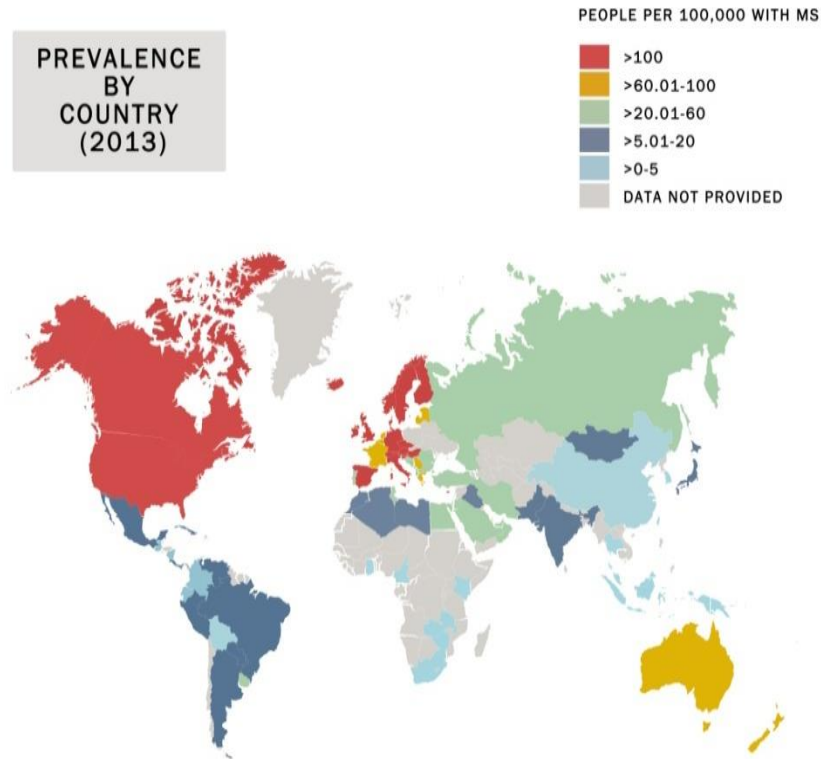 PEOPLE PER 100,000 WITH MS
PREVALENCE
BY
COUNTRY
(2013)
>100
>60.01-100
>20.01-60
>5.01-20
>0-5
DATA NOT PROVIDED